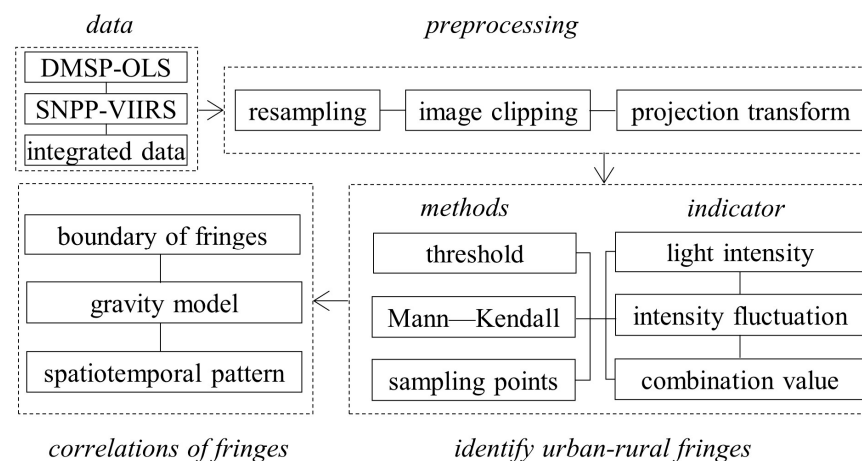 data
DMSP-OLS
SNPP-VIIRS
integrated data
preprocessing
resampling
image clipping
projection transform
methods
threshold
Mann—Kendall
sampling points
indicator
light intensity
intensity fluctuation
combination value
identify urban-rural fringes
boundary of fringes
gravity model
spatiotemporal pattern
correlations of fringes